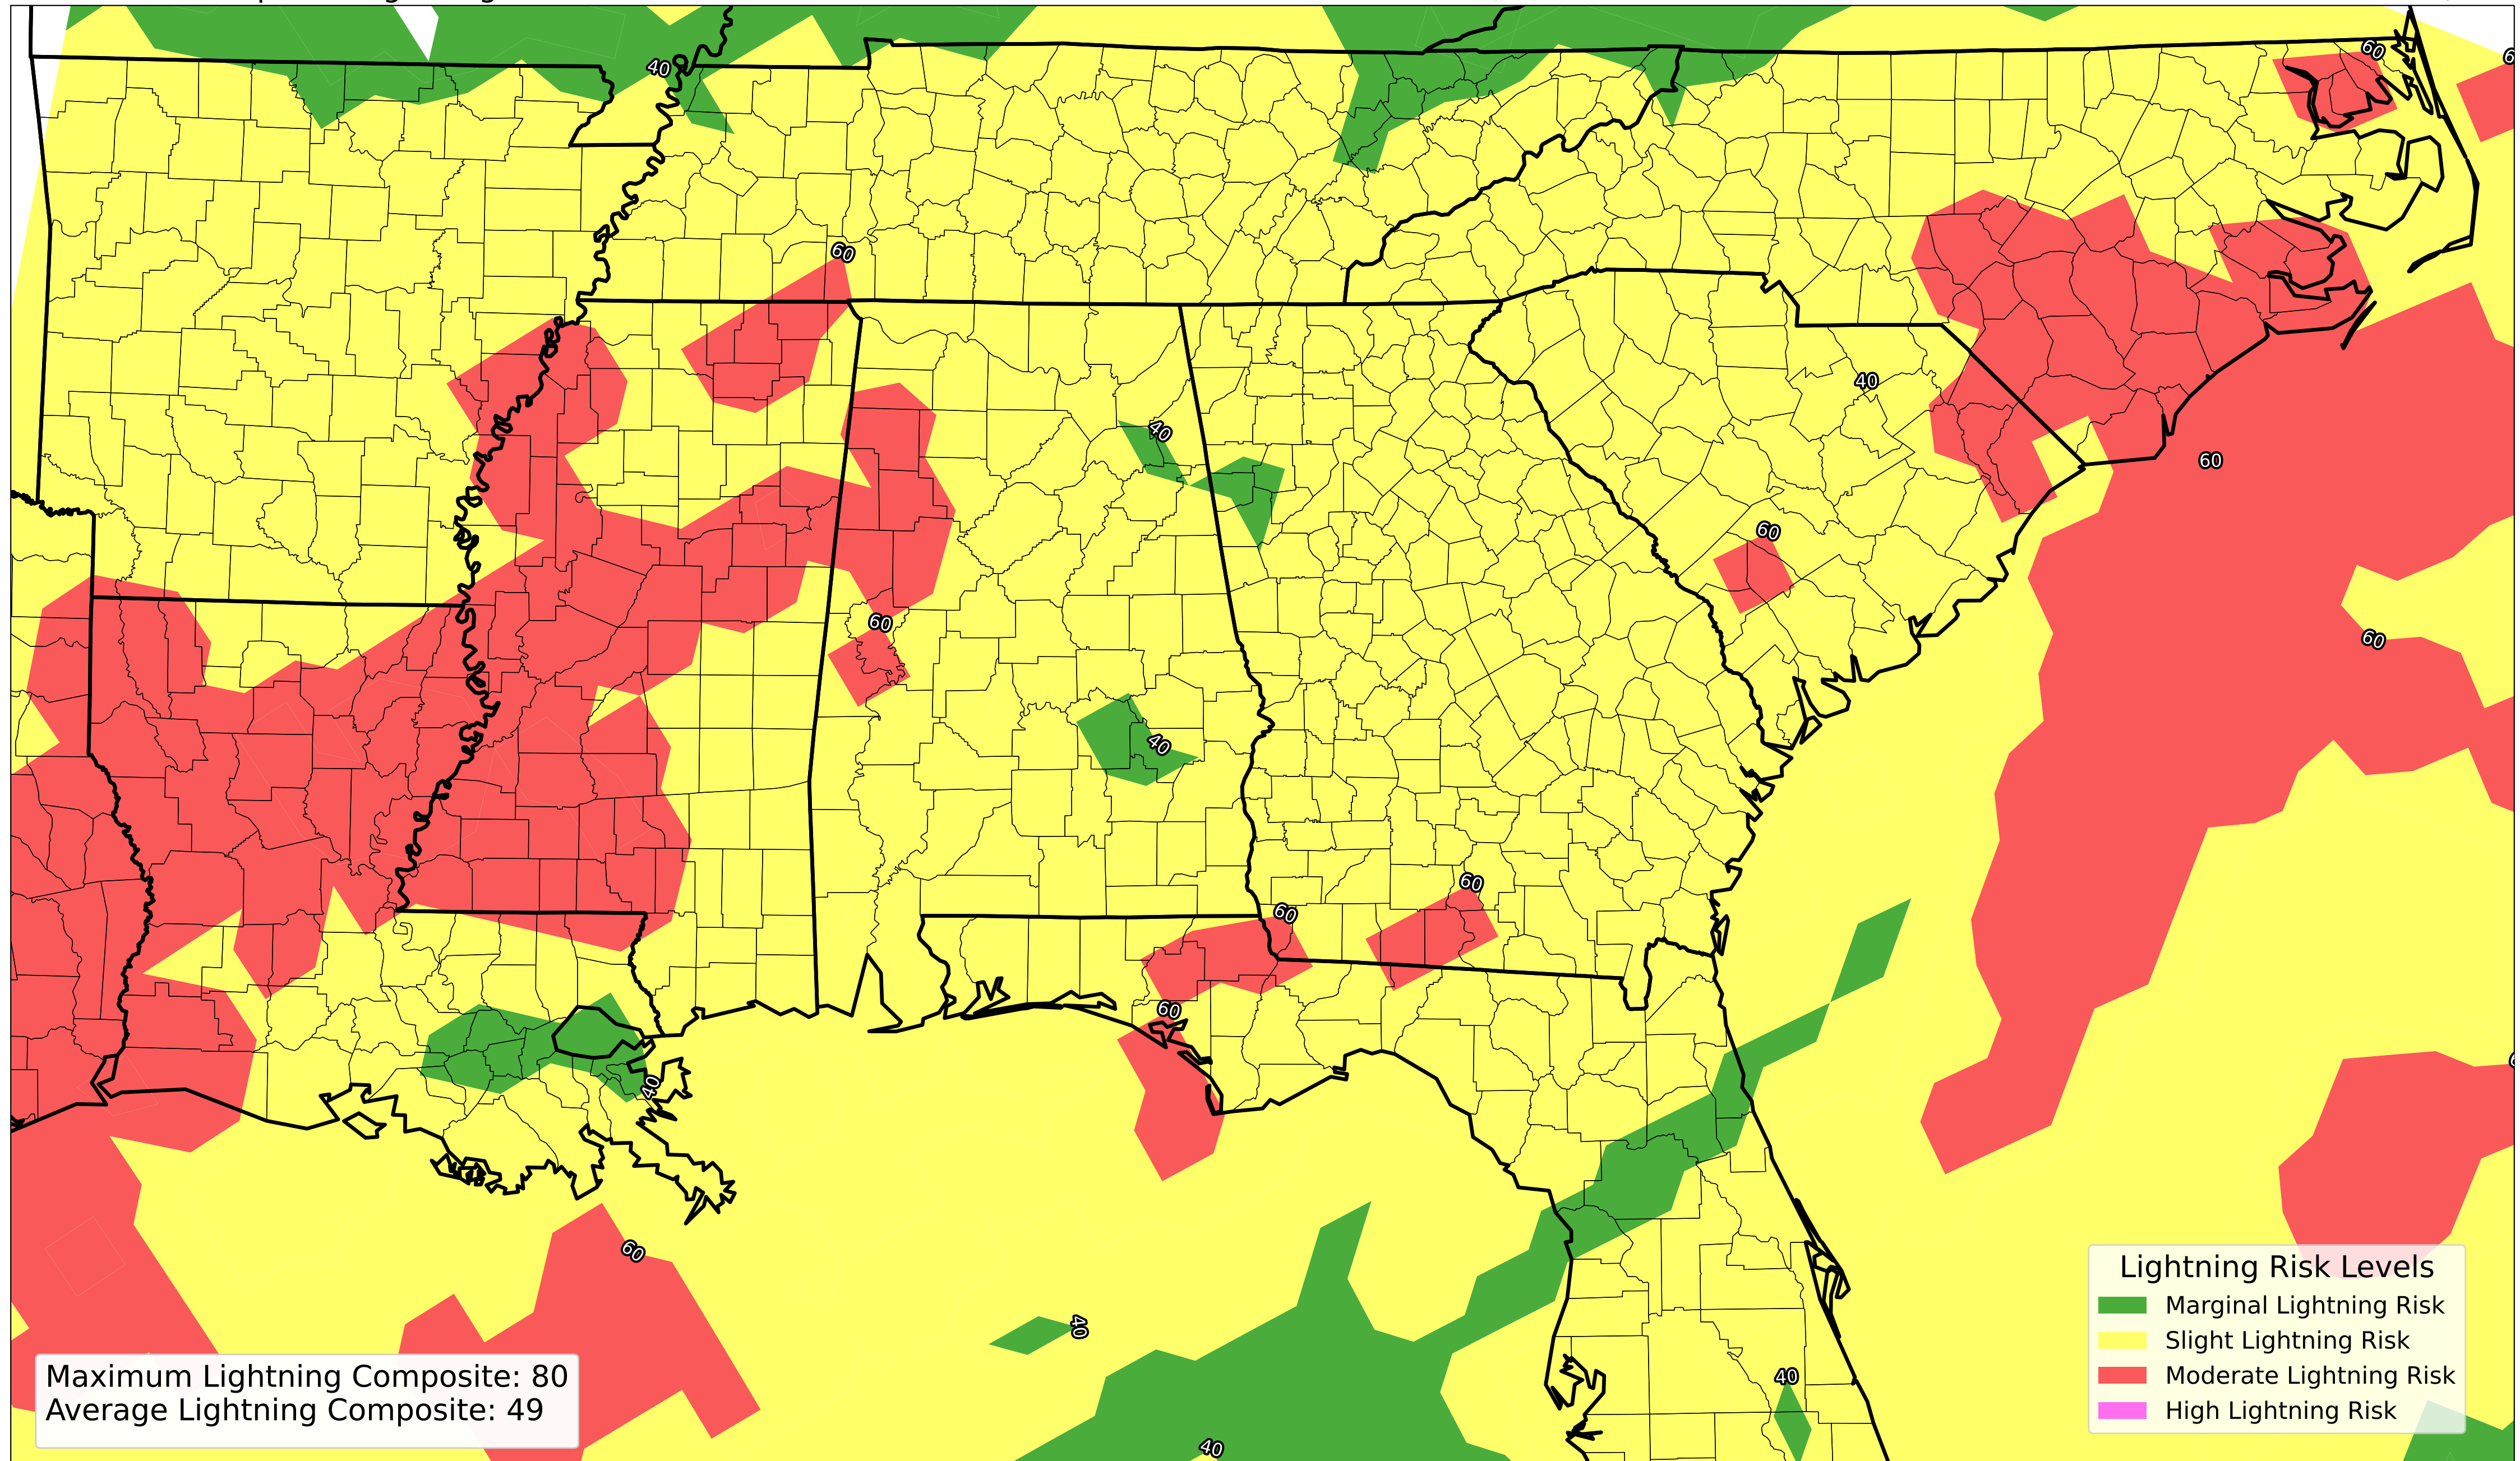 60
40
60
40
40
60
60
60
60
40
60
60
60
40
60
40
40
40
Lightning Risk Levels
Marginal Lightning Risk
Slight Lightning Risk
Moderate Lightning Risk
High Lightning Risk
Maximum Lightning Composite: 80
Average Lightning Composite: 49